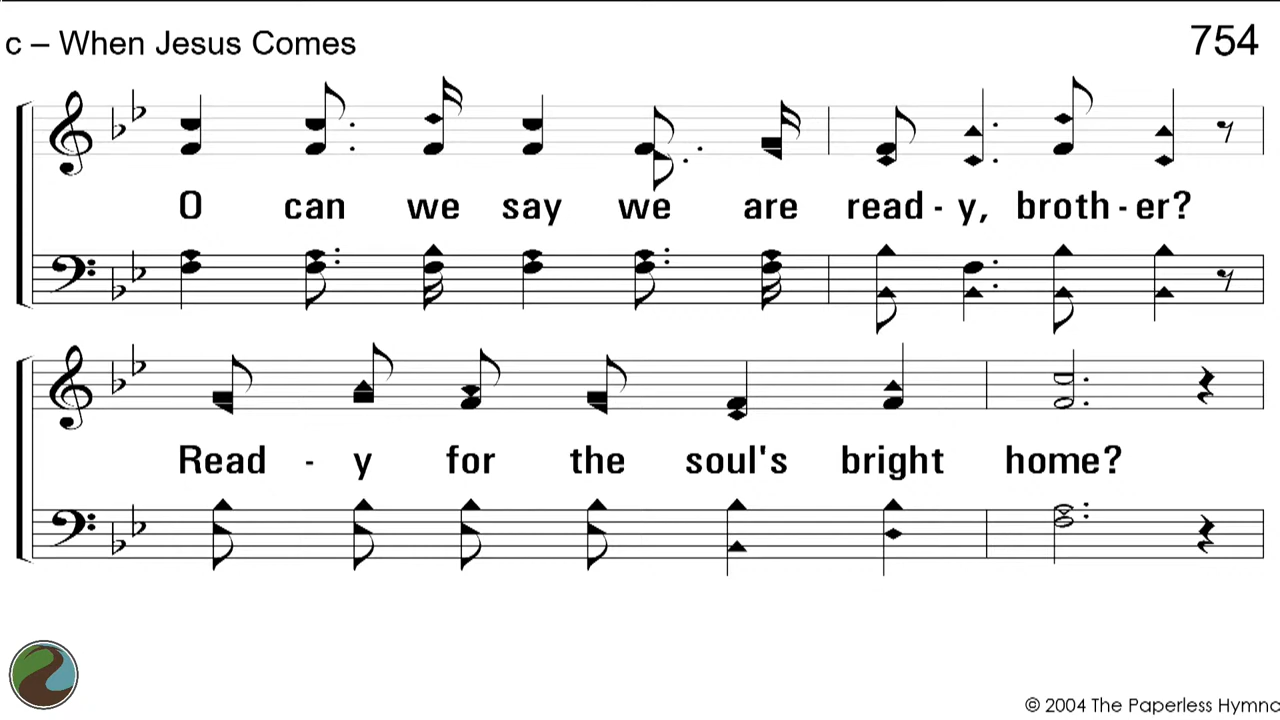 c – When Jesus Comes
754
O can we say we are read - y, broth - er?
Read - y for the soul's bright home?
© 2004 The Paperless Hymn